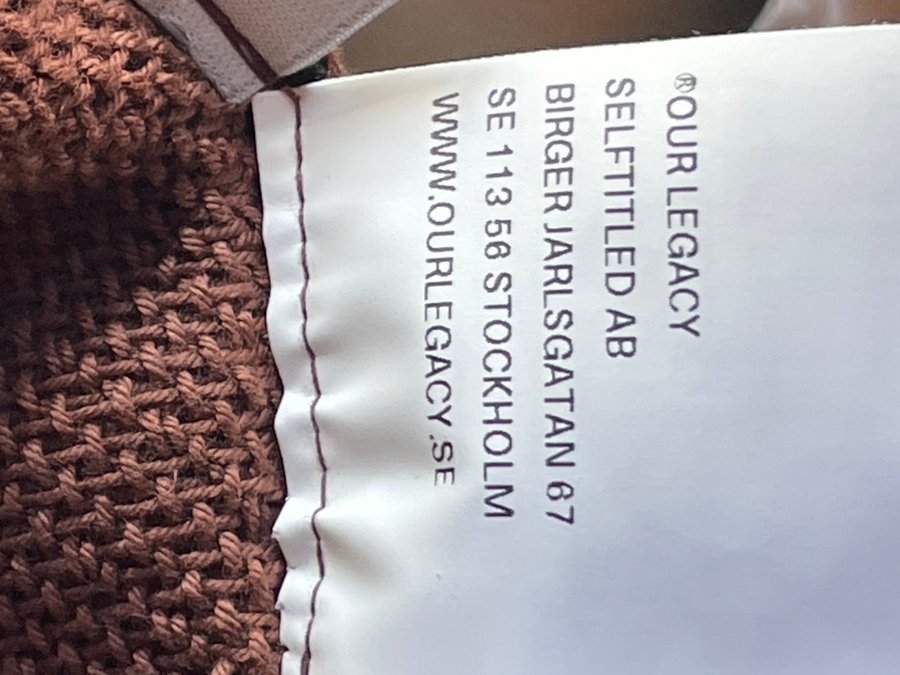 ®OUR LEGACY
SELFTITLED AB
BIRGER JARLSGATAN 67
SE 113 56 STOCKHOLM
WWW.OURLEGACY.SE